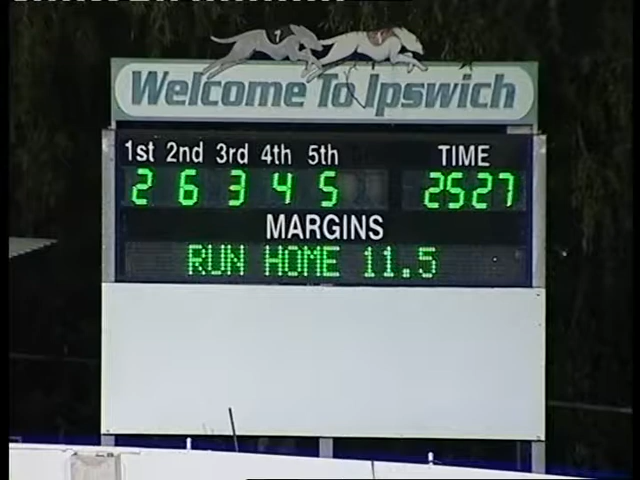 Welcome To Ipswich
1st 2nd 3rd 4th 5th TIME
2 6 3 4 5 2527
MARGINS
RUN HOME 11.5